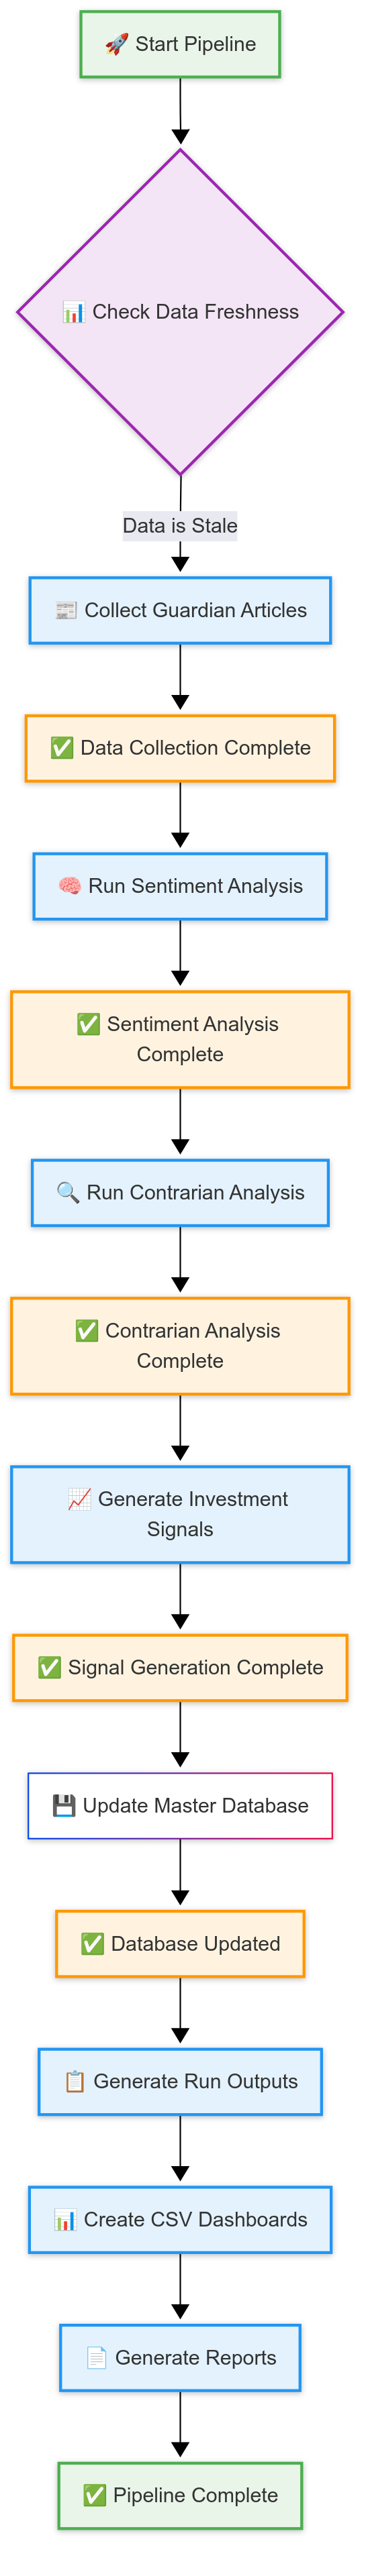 🚀 Start Pipeline
📊 Check Data Freshness
Data is Stale
📰 Collect Guardian Articles
✅ Data Collection Complete
🧠 Run Sentiment Analysis
✅ Sentiment Analysis
Complete
🔍 Run Contrarian Analysis
✅ Contrarian Analysis
Complete
📈 Generate Investment
Signals
✅ Signal Generation Complete
💾 Update Master Database
✅ Database Updated
📋 Generate Run Outputs
📊 Create CSV Dashboards
📄 Generate Reports
✅ Pipeline Complete